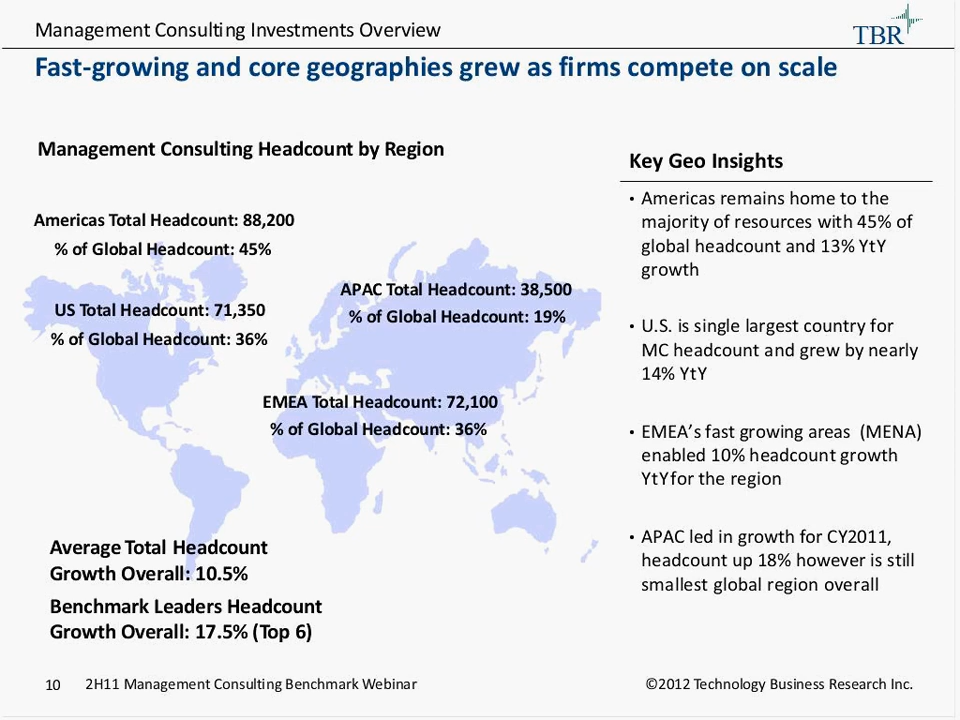 Management Consulting Investments Overview
TBR
Fast-growing and core geographies grew as firms compete on scale
Management Consulting Headcount by Region
Americas Total Headcount: 88,200
% of Global Headcount: 45%
US Total Headcount: 71,350
% of Global Headcount: 36%
APAC Total Headcount: 38,500
% of Global Headcount: 19%
EMEA Total Headcount: 72,100
% of Global Headcount: 36%
Average Total Headcount
Growth Overall: 10.5%
Benchmark Leaders Headcount
Growth Overall: 17.5% (Top 6)
Key Geo Insights
• Americas remains home to the
majority of resources with 45% of
global headcount and 13% YtY
growth
• U.S. is single largest country for
MC headcount and grew by nearly
14% YtY
• EMEA’s fast growing areas (MENA)
enabled 10% headcount growth
YtY for the region
• APAC led in growth for CY2011,
headcount up 18% however is still
smallest global region overall
10 2H11 Management Consulting Benchmark Webinar
©2012 Technology Business Research Inc.